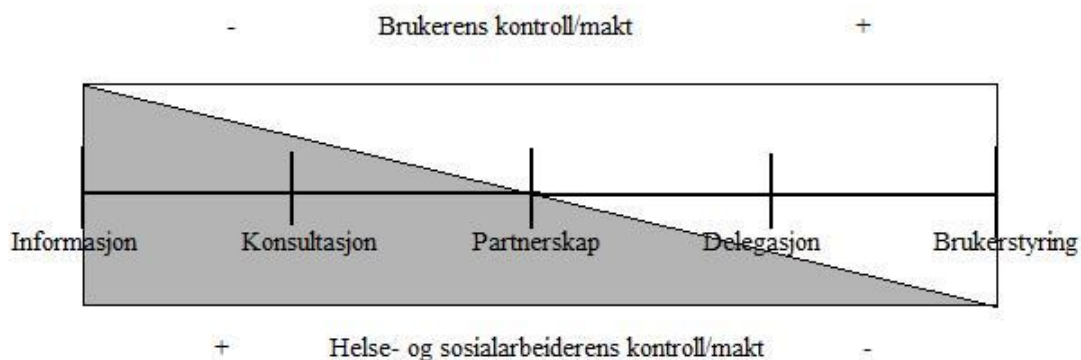 - Brukerens kontroll/makt +
Informasjon Konsultasjon Partnerskap Delegasjon Brukerstyring
+ Helse- og sosialarbeiderens kontroll/makt -